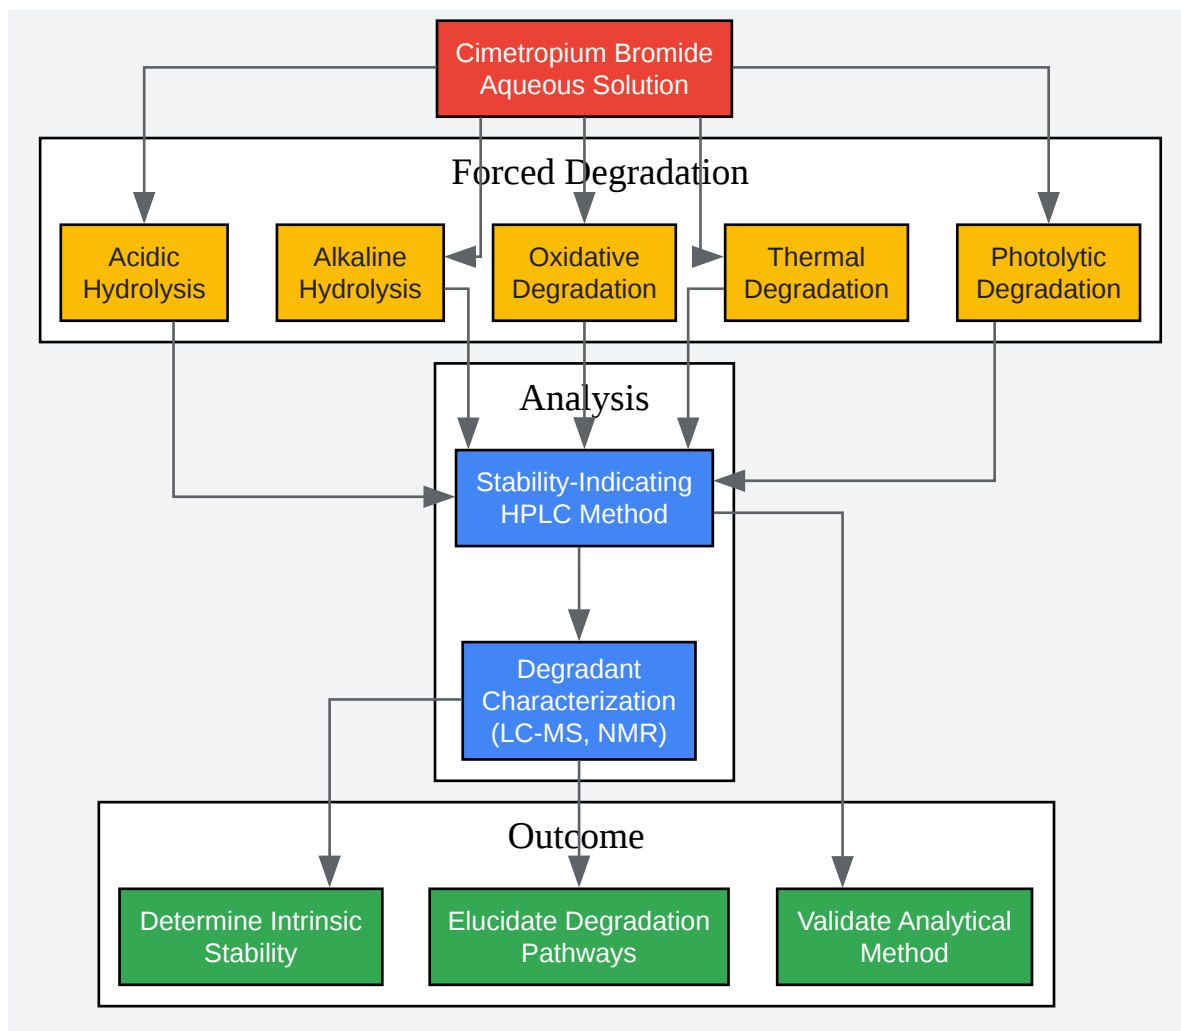 Cimetropium Bromide
Aqueous Solution
Forced Degradation
Acidic
Hydrolysis
Alkaline
Hydrolysis
Oxidative
Degradation
Thermal
Degradation
Photolytic
Degradation
Analysis
Stability-Indicating
HPLC Method
Degradant
Characterization
(LC-MS, NMR)
Outcome
Determine Intrinsic
Stability
Elucidate Degradation
Pathways
Validate Analytical
Method